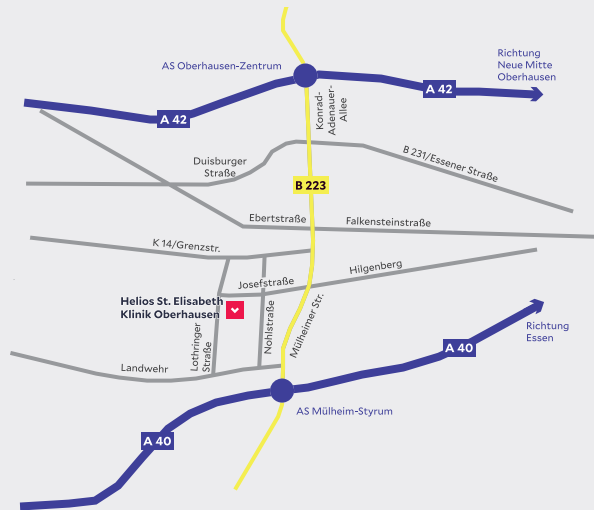 Richtung
Neue Mitte
Oberhausen
AS Oberhausen-Zentrum
A 42
A 42
Konrad-
Adenauer-
Allee
B 231/Essener Straße
Duisburger
Straße
B 223
Ebertstraße
Falkensteinstraße
K 14/Grenzstr.
Hilgenberg
Josefstraße
Helios St. Elisabeth
Klinik Oberhausen
Lothringer
Straße
Nohlstraße
Mülheimer Str.
Richtung
Essen
A 40
Landwehr
AS Mülheim-Styrum
A 40